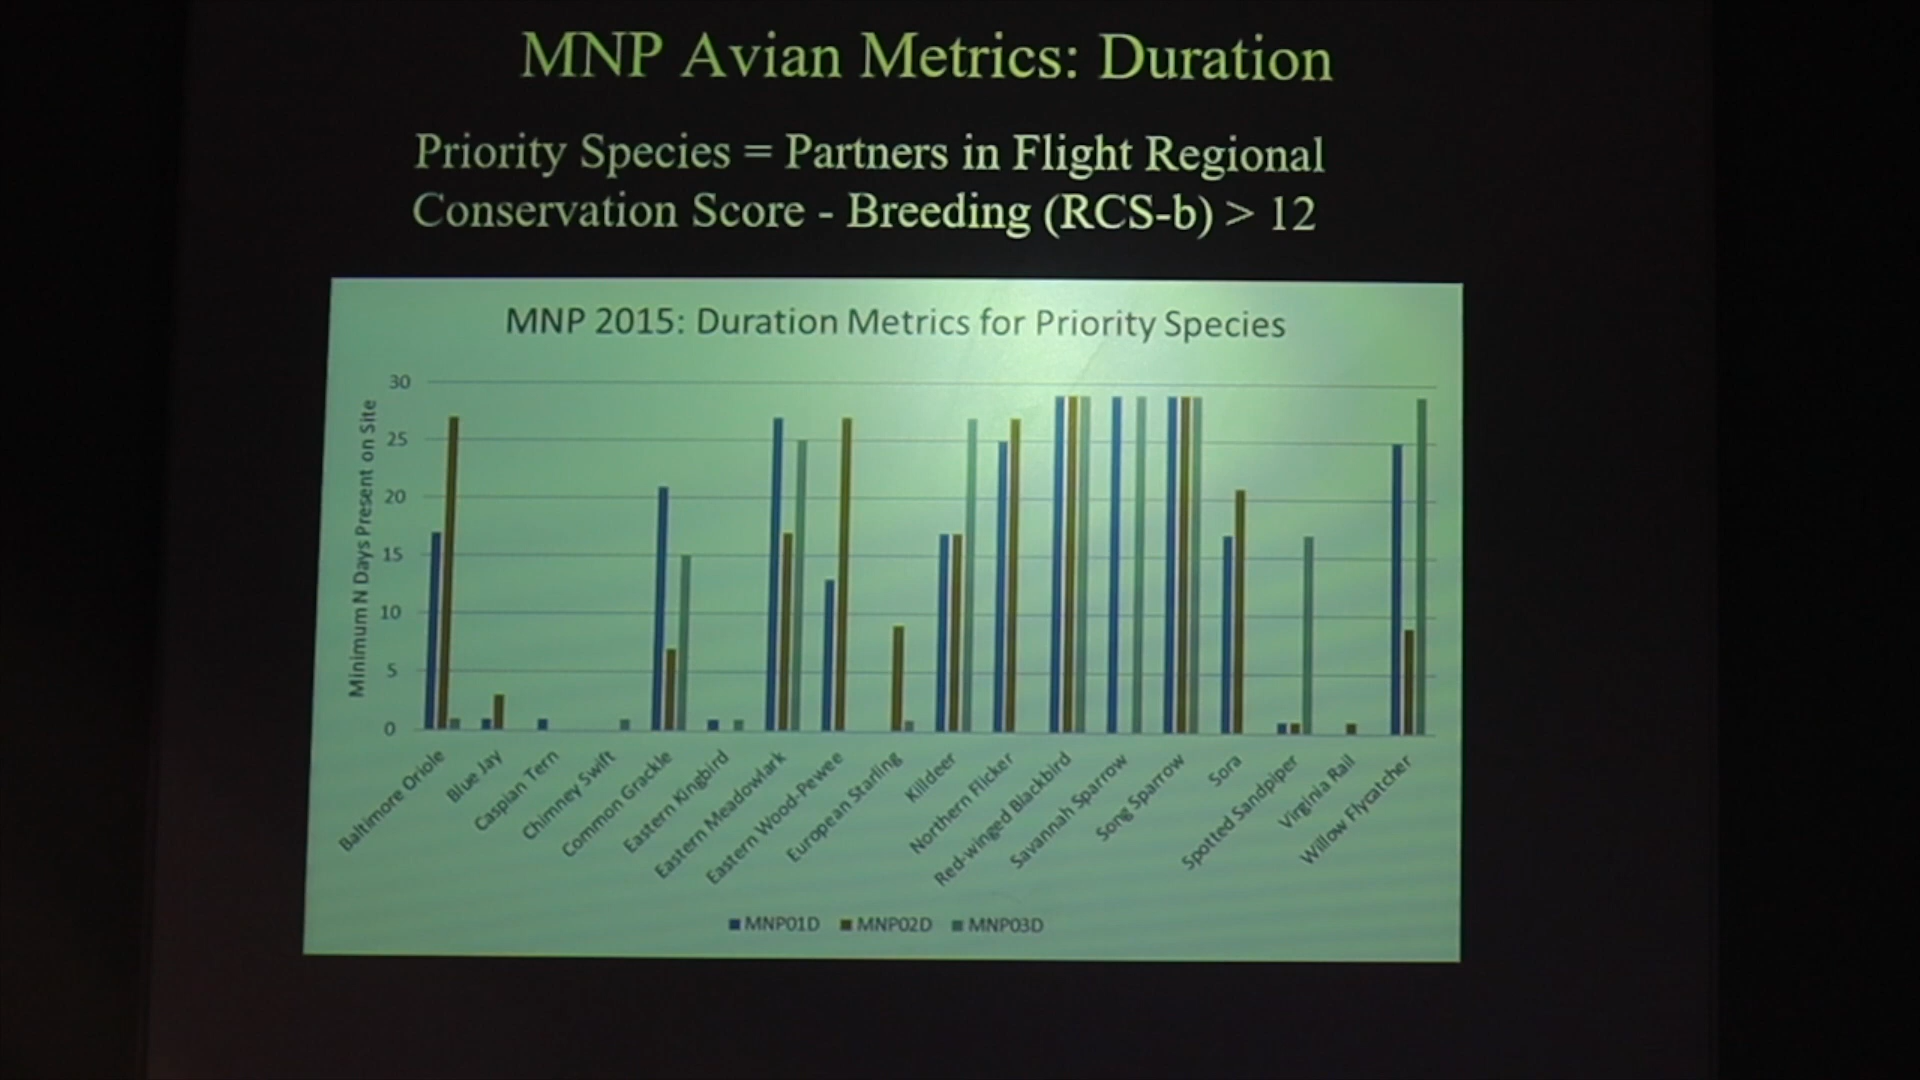 MNP Avian Metrics: Duration
Priority Species = Partners in Flight Regional
Conservation Score - Breeding (RCS-b) > 12
MNP 2015: Duration Metrics for Priority Species
Minimum N Days Present on Site
30
25
20
15
10
5
0
Baltimore Oriole
Blue Jay
Caspian Tern
Chimney Swift
Common Grackle
Eastern Kingbird
Eastern Meadowlark
Eastern Wood-Pewee
European Starling
Killdeer
Northern Flicker
Red-winged Blackbird
Savannah Sparrow
Song Sparrow
Sora
Spotted Sandpiper
Virginia Rail
Willow Flycatcher
MNP01D MNP02D MNP03D